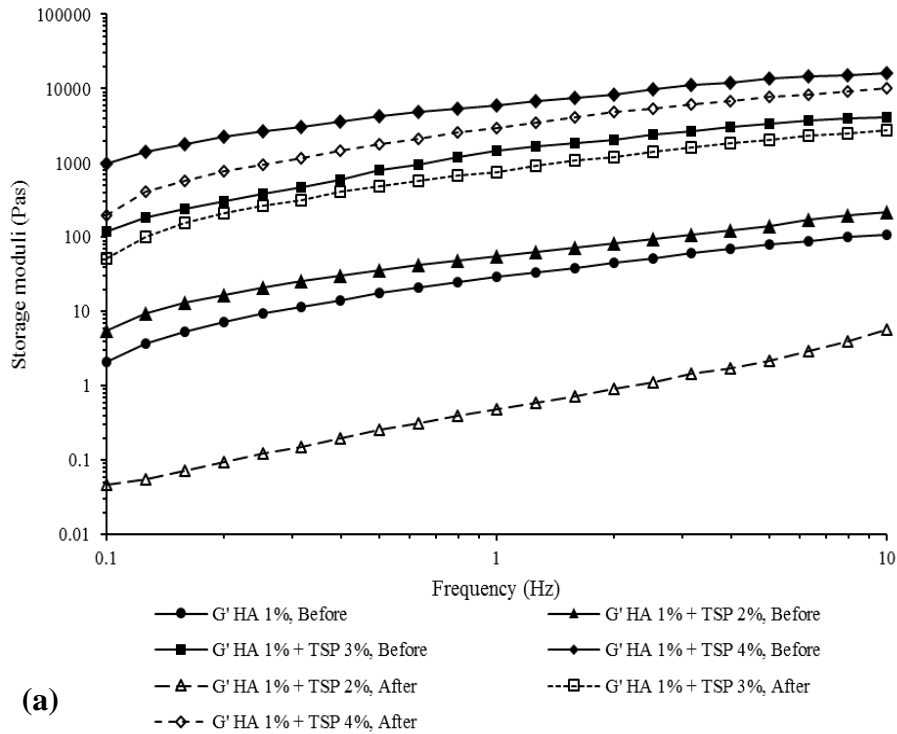 100000
10000
1000
100
10
1
0.1
0.01
Storage moduli (Pas)
0.1 1 10
Frequency (Hz)
G' HA 1%, Before G' HA 1% + TSP 2%, Before
G' HA 1% + TSP 3%, Before G' HA 1% + TSP 4%, Before
G' HA 1% + TSP 2%, After G' HA 1% + TSP 3%, After
G' HA 1% + TSP 4%, After
(a)